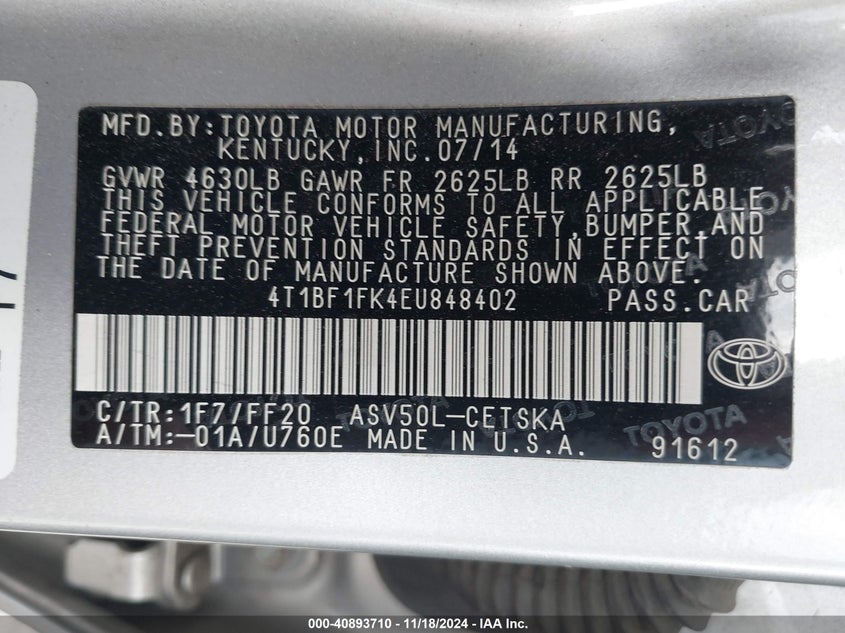 MFD.BY:TOYOTA MOTOR MANUFACTURING,
KENTUCKY,INC.07/14
GVWR 4630LB GAWR FR 2625LB RR 2625LB
THIS VEHICLE CONFORMS TO ALL APPLICABLE
FEDERAL MOTOR VEHICLE SAFETY,BUMPER,AND
THEFT PREVENTION STANDARDS IN EFFECT ON
THE DATE OF MANUFACTURE SHOWN ABOVE.
4T1BF1FK4EU848402 PASS.CAR
C/TR:1F7/FF20 ASV50L-CETSKA
A/TM:-01A/U760E MADE IN U.S.A. 91612
TOYOTA
000-40893710 - 11/18/2024 - IAA Inc.